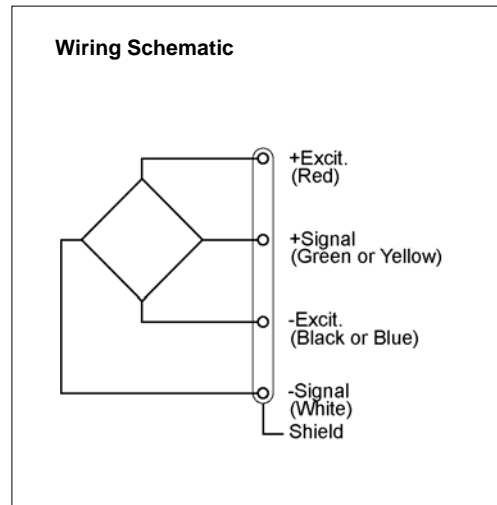 Wiring Schematic
+Excit.
(Red)
+Signal
(Green or Yellow)
-Excit.
(Black or Blue)
-Signal
(White)
Shield